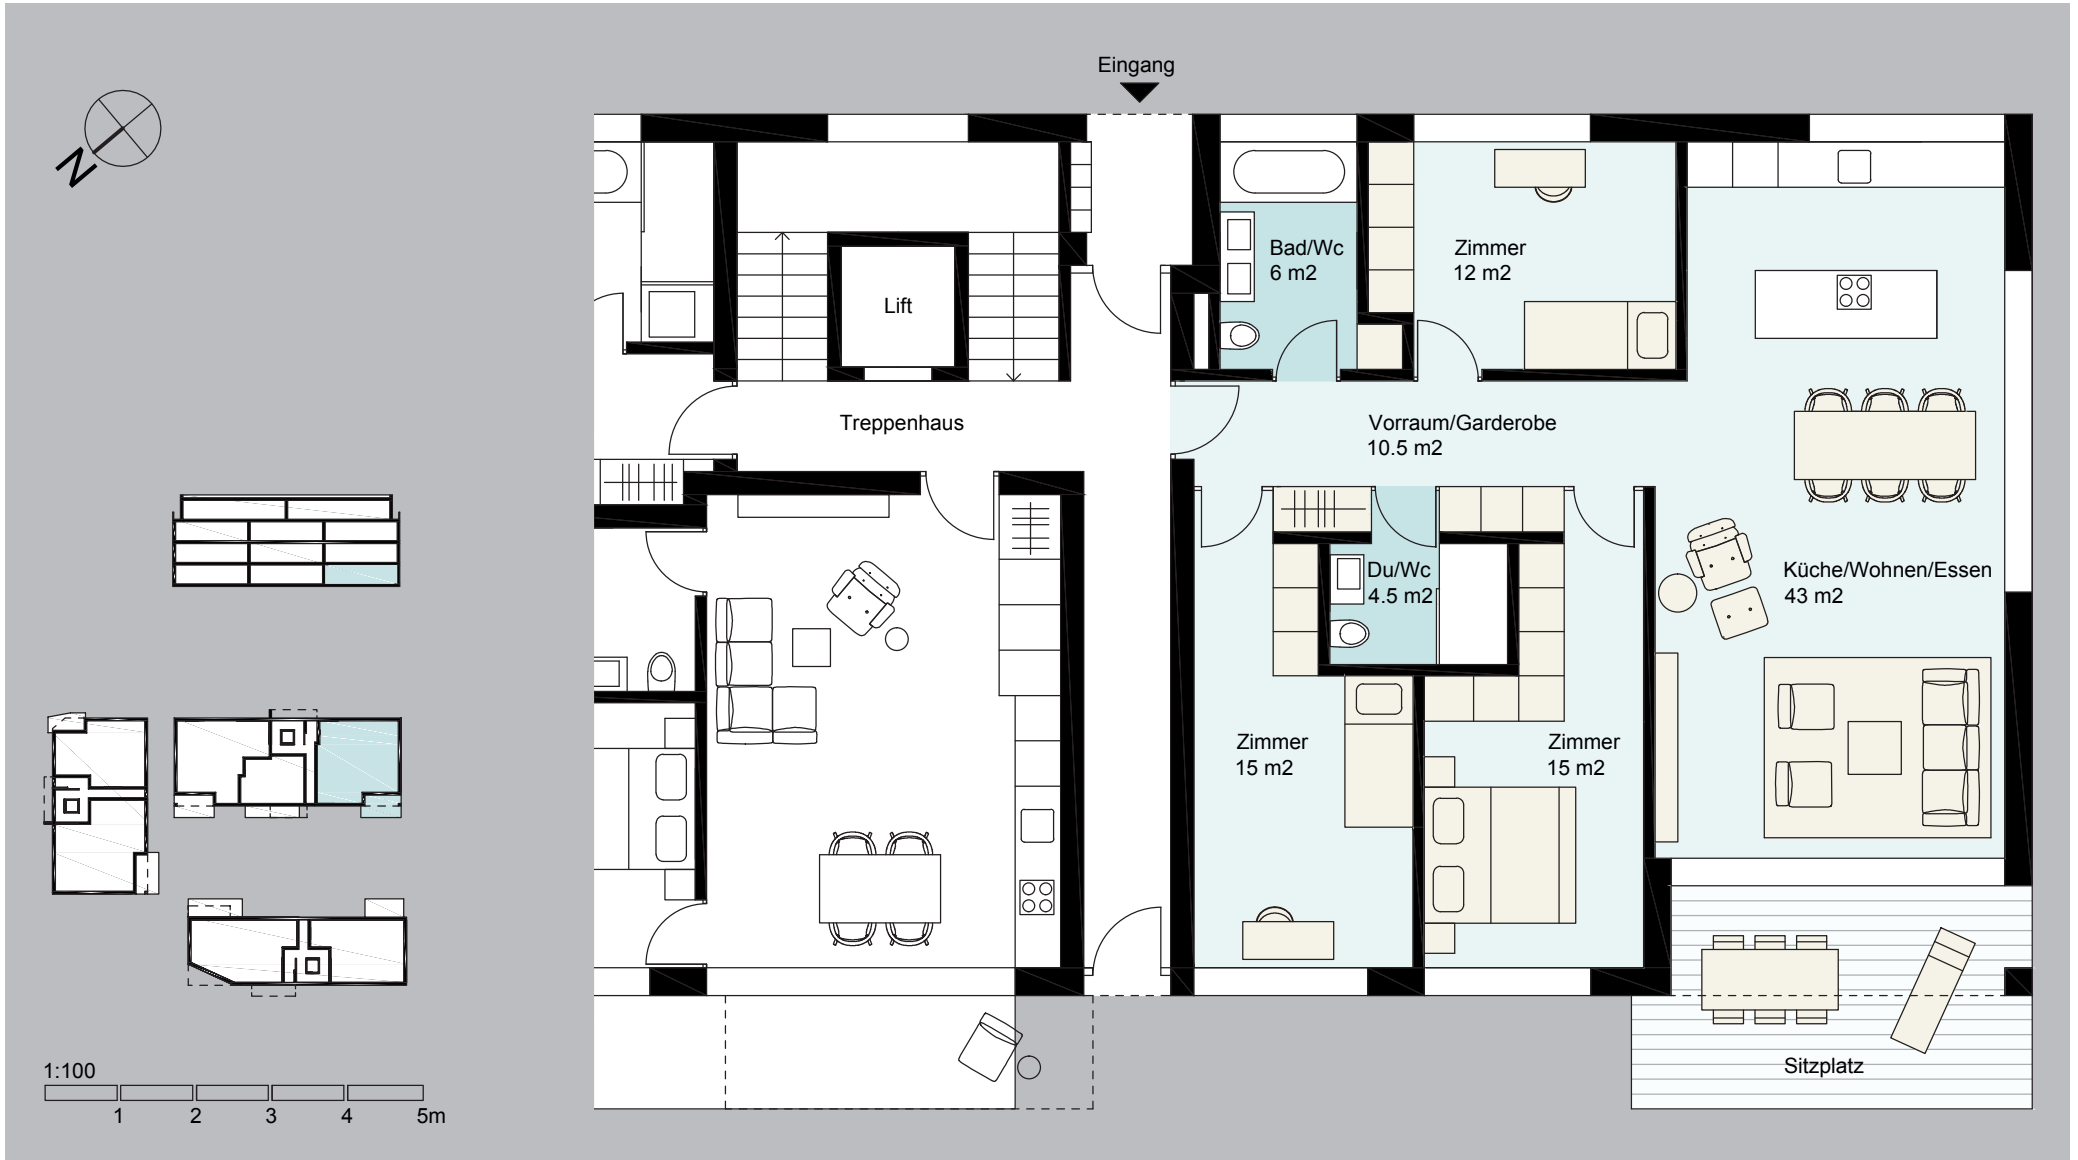 Eingang
N
Bad/Wc
6 m2
Zimmer
12 m2
Lift
Treppenhaus
Vorraum/Garderobe
10.5 m2
Du/Wc
4.5 m2
Küche/Wohnen/Essen
43 m2
Zimmer
15 m2
Zimmer
15 m2
Sitzplatz
1:100
1 2 3 4 5m